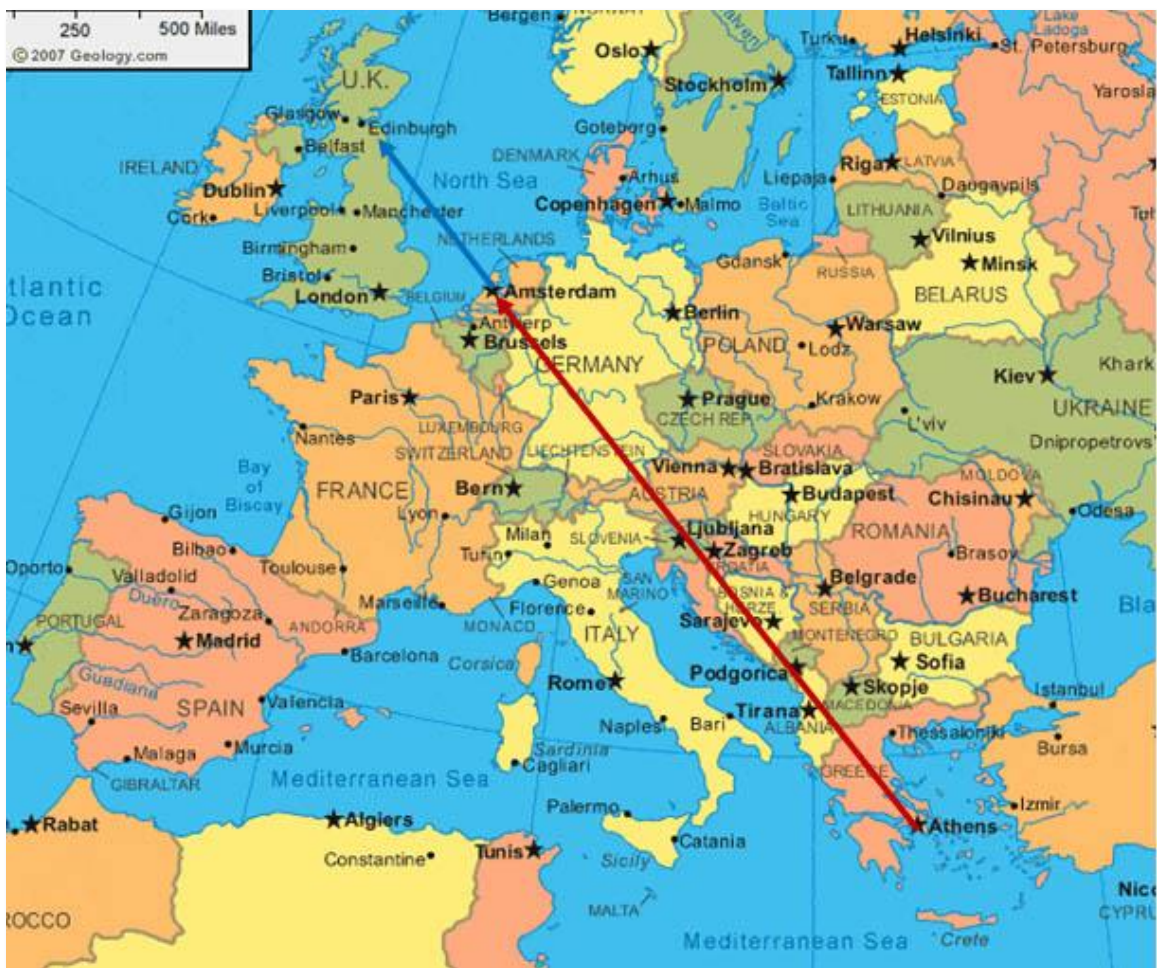 250 500 Miles
© 2007 Geology.com
Bergen
Oslo
Stockholm
Turku
Helsinki
Lake
Ladoga
St. Petersburg
Tallinn
ESTONIA
Yarosla
U.K.
Glasgow
Edinburgh
Belfast
IRELAND
Dublin
Cork
Liverpool
Manchester
Birmingham
Bristol
London
North Sea
Goteborg
DENMARK
Arhus
Copenhagen
Malmo
Baltic
Sea
Liepaja
Riga
LATVIA
Daugavpils
LITHUANIA
Vilnius
Minsk
BELARUS
RUSSIA
Gdansk
NETHERLANDS
Amsterdam
BELGIUM
Antwerp
Brussels
GERMANY
Berlin
POLAND
Warsaw
Lodz
Krakow
Prague
CZECH REP.
Kiev
Khark
UKRAINE
L'viv
Dnipropetrovs
tlantic
Ocean
Paris
Nantes
LUXEMBOURG
SWITZERLAND
LIECHTENSTEIN
Bern
FRANCE
Lyon
Bay
of
Biscay
Vienna
SLOVAKIA
Bratislava
AUSTRIA
Budapest
HUNGARY
MOLDOVA
Chisinau
Odesa
ROMANIA
Brasov
Bucharest
Gijon
Bilbao
Toulouse
Marseille
MONACO
Turin
Milan
Genoa
Florence
SLOVENIA
Ljubljana
Zagreb
SAN
MARINO
ITALY
Belgrade
SERBIA
Sarajevo
MONTENEGRO
BULGARIA
Sofia
Bla
Oporto
Valladolid
Duero
Zaragoza
PORTUGAL
Madrid
ANDORRA
Barcelona
Guadiana
Sevilla
SPAIN
Valencia
Malaga
Murcia
GIBRALTAR
Corsica
Rome
Podgorica
Skopje
MACEDONIA
Tirana
ALBANIA
Naples
Bari
Sardinia
Cagliari
Mediterranean Sea
Istanbul
Thessaloniki
Bursa
GREECE
Izmir
Athens
Palermo
Catania
Sicily
Rabat
Algiers
Constantine
Tunis
MALTA
Mediterranean Sea
Crete
Nico
CYPRU
ROCCO